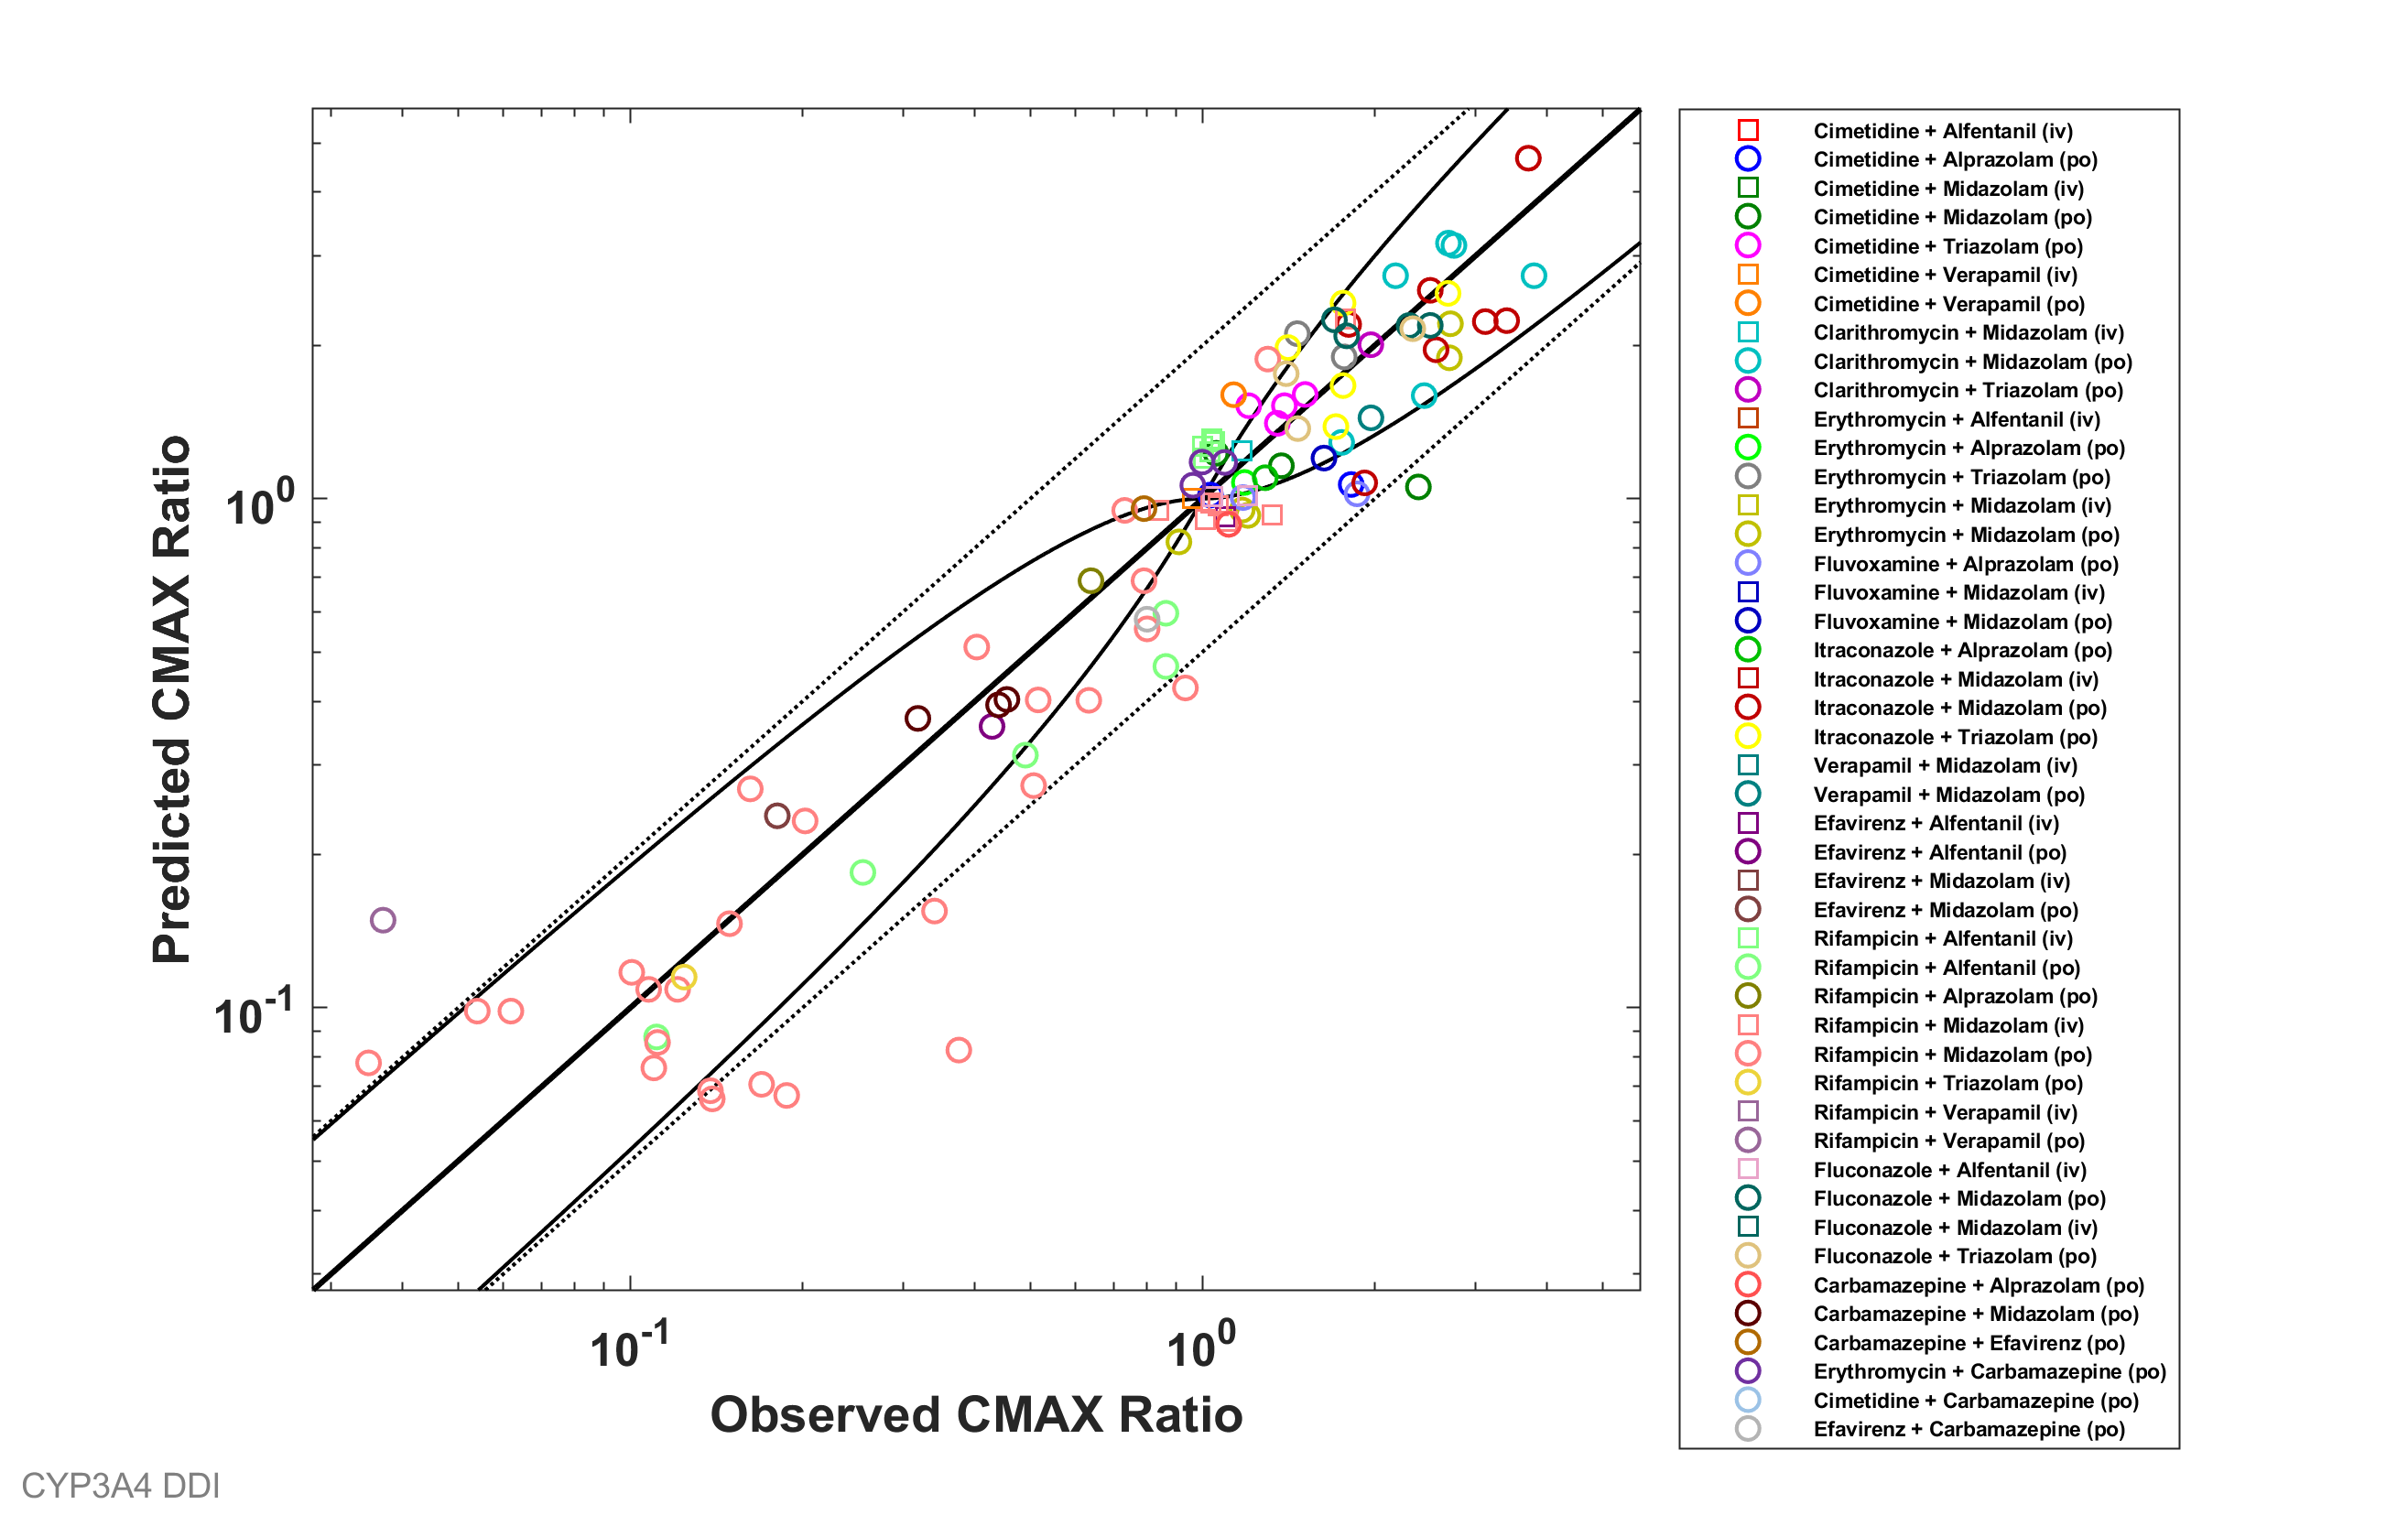 Cimetidine + Alfentanil (iv)
Cimetidine + Alprazolam (po)
Cimetidine + Midazolam (iv)
Cimetidine + Midazolam (po)
Cimetidine + Triazolam (po)
Cimetidine + Verapamil (iv)
Cimetidine + Verapamil (po)
Clarithromycin + Midazolam (iv)
Clarithromycin + Midazolam (po)
Clarithromycin + Triazolam (po)
Erythromycin + Alfentanil (iv)
Erythromycin + Alprazolam (po)
Erythromycin + Triazolam (po)
Erythromycin + Midazolam (iv)
Erythromycin + Midazolam (po)
Fluvoxamine + Alprazolam (po)
Fluvoxamine + Midazolam (iv)
Fluvoxamine + Midazolam (po)
Itraconazole + Alprazolam (po)
Itraconazole + Midazolam (iv)
Itraconazole + Midazolam (po)
Itraconazole + Triazolam (po)
Verapamil + Midazolam (iv)
Verapamil + Midazolam (po)
Efavirenz + Alfentanil (iv)
Efavirenz + Alfentanil (po)
Efavirenz + Midazolam (iv)
Efavirenz + Midazolam (po)
Rifampicin + Alfentanil (iv)
Rifampicin + Alfentanil (po)
Rifampicin + Alprazolam (po)
Rifampicin + Midazolam (iv)
Rifampicin + Midazolam (po)
Rifampicin + Triazolam (po)
Rifampicin + Verapamil (iv)
Rifampicin + Verapamil (po)
Fluconazole + Alfentanil (iv)
Fluconazole + Midazolam (po)
Fluconazole + Midazolam (iv)
Fluconazole + Triazolam (po)
Carbamazepine + Alprazolam (po)
Carbamazepine + Midazolam (po)
Carbamazepine + Efavirenz (po)
Erythromycin + Carbamazepine (po)
Cimetidine + Carbamazepine (po)
Efavirenz + Carbamazepine (po)
Predicted CMAX Ratio
10^0
10^-1
10^-1
10^0
Observed CMAX Ratio
CYP3A4 DDI